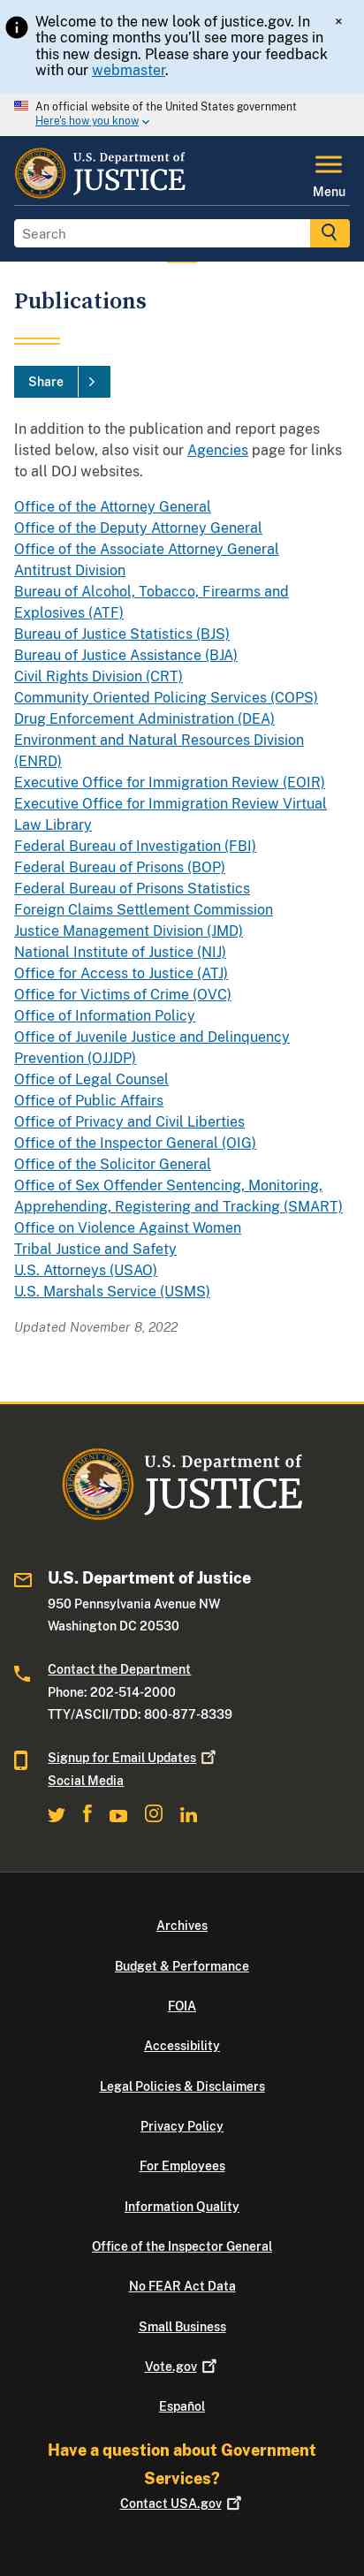 Welcome to the new look of justice.gov. In
the coming months you'll see more pages in
this new design. Please share your feedback
with our webmaster.
×
An official website of the United States government
Here's how you know
U.S. Department of
JUSTICE
Menu
Search
Publications
Share
In addition to the publication and report pages
listed below, also visit our Agencies page for links
to all DOJ websites.
Office of the Attorney General
Office of the Deputy Attorney General
Office of the Associate Attorney General
Antitrust Division
Bureau of Alcohol, Tobacco, Firearms and
Explosives (ATF)
Bureau of Justice Statistics (BJS)
Bureau of Justice Assistance (BJA)
Civil Rights Division (CRT)
Community Oriented Policing Services (COPS)
Drug Enforcement Administration (DEA)
Environment and Natural Resources Division
(ENRD)
Executive Office for Immigration Review (EOIR)
Executive Office for Immigration Review Virtual
Law Library
Federal Bureau of Investigation (FBI)
Federal Bureau of Prisons (BOP)
Federal Bureau of Prisons Statistics
Foreign Claims Settlement Commission
Justice Management Division (JMD)
National Institute of Justice (NIJ)
Office for Access to Justice (ATJ)
Office for Victims of Crime (OVC)
Office of Information Policy
Office of Juvenile Justice and Delinquency
Prevention (OJJDP)
Office of Legal Counsel
Office of Public Affairs
Office of Privacy and Civil Liberties
Office of the Inspector General (OIG)
Office of the Solicitor General
Office of Sex Offender Sentencing, Monitoring,
Apprehending, Registering and Tracking (SMART)
Office on Violence Against Women
Tribal Justice and Safety
U.S. Attorneys (USAO)
U.S. Marshals Service (USMS)
Updated November 8, 2022
U.S. Department of
JUSTICE
U.S. Department of Justice
950 Pennsylvania Avenue NW
Washington DC 20530
Contact the Department
Phone: 202-514-2000
TTY/ASCII/TDD: 800-877-8339
Signup for Email Updates
Social Media
Archives
Budget & Performance
FOIA
Accessibility
Legal Policies & Disclaimers
Privacy Policy
For Employees
Information Quality
Office of the Inspector General
No FEAR Act Data
Small Business
Vote.gov
Español
Have a question about Government
Services?
Contact USA.gov